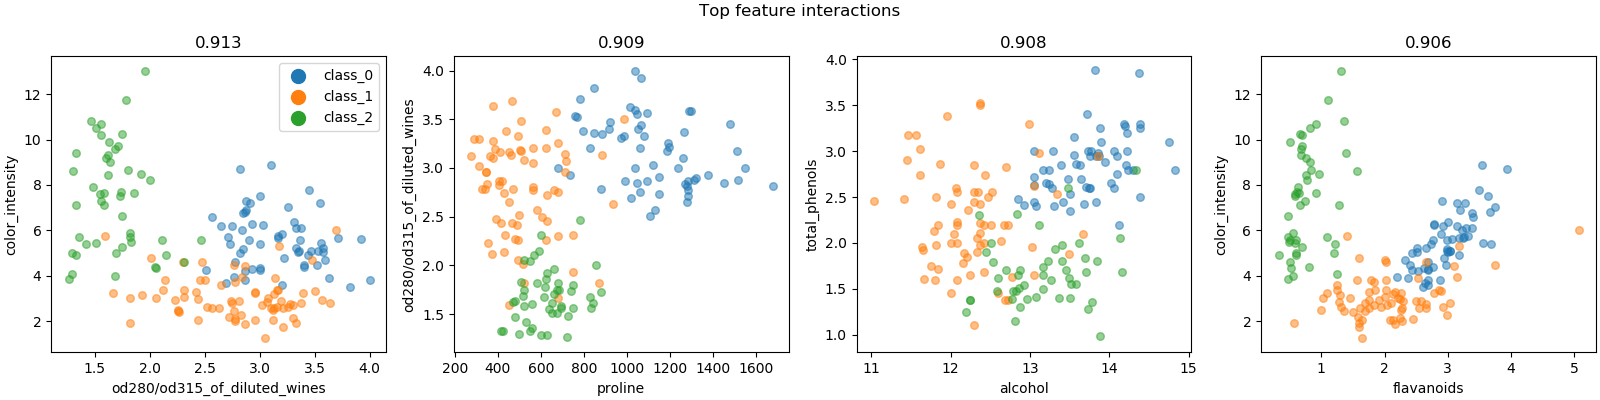 Top feature interactions
0.913
color_intensity
12
10
8
6
4
2
class_0
class_1
class_2
1.5 2.0 2.5 3.0 3.5 4.0
od280/od315_of_diluted_wines
0.909
od280/od315_of_diluted_wines
4.0
3.5
3.0
2.5
2.0
1.5
200 400 600 800 1000 1200 1400 1600
proline
0.908
total_phenols
4.0
3.5
3.0
2.5
2.0
1.5
1.0
11 12 13 14 15
alcohol
0.906
color_intensity
12
10
8
6
4
2
1 2 3 4 5
flavanoids